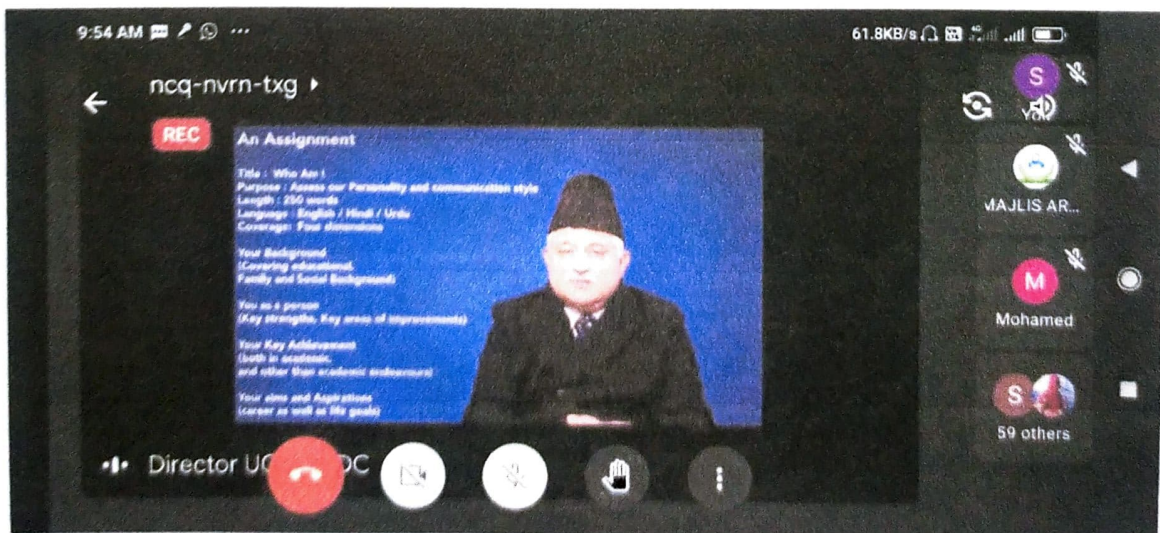 9:54 AM
61.8KB/s
4G
ncq-nvrn-txg
REC
An Assignment
Title : Who Am I
Purpose : Assess our Personality and communication style
Length : 250 words
Language : English / Hindi / Urdu
Coverage: Four dimensions
Your Background
(Covering educational,
Family and Social Background)
You as a person
(Key strengths, Key areas of improvements)
Your Key Achievement
(both in academic,
and other than academic endeavours)
Your aims and Aspirations
(career as well as life goals)
Director
S
MAJLIS AR...
M
Mohamed
S
59 others